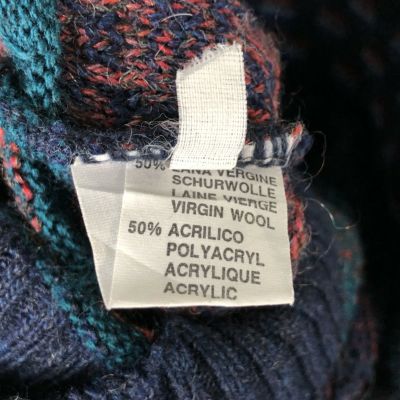 50% LANA VERGINE
SCHURWOLLE
LAINE VIERGE
VIRGIN WOOL
50% ACRILICO
POLYACRYL
ACRYLIQUE
ACRYLIC